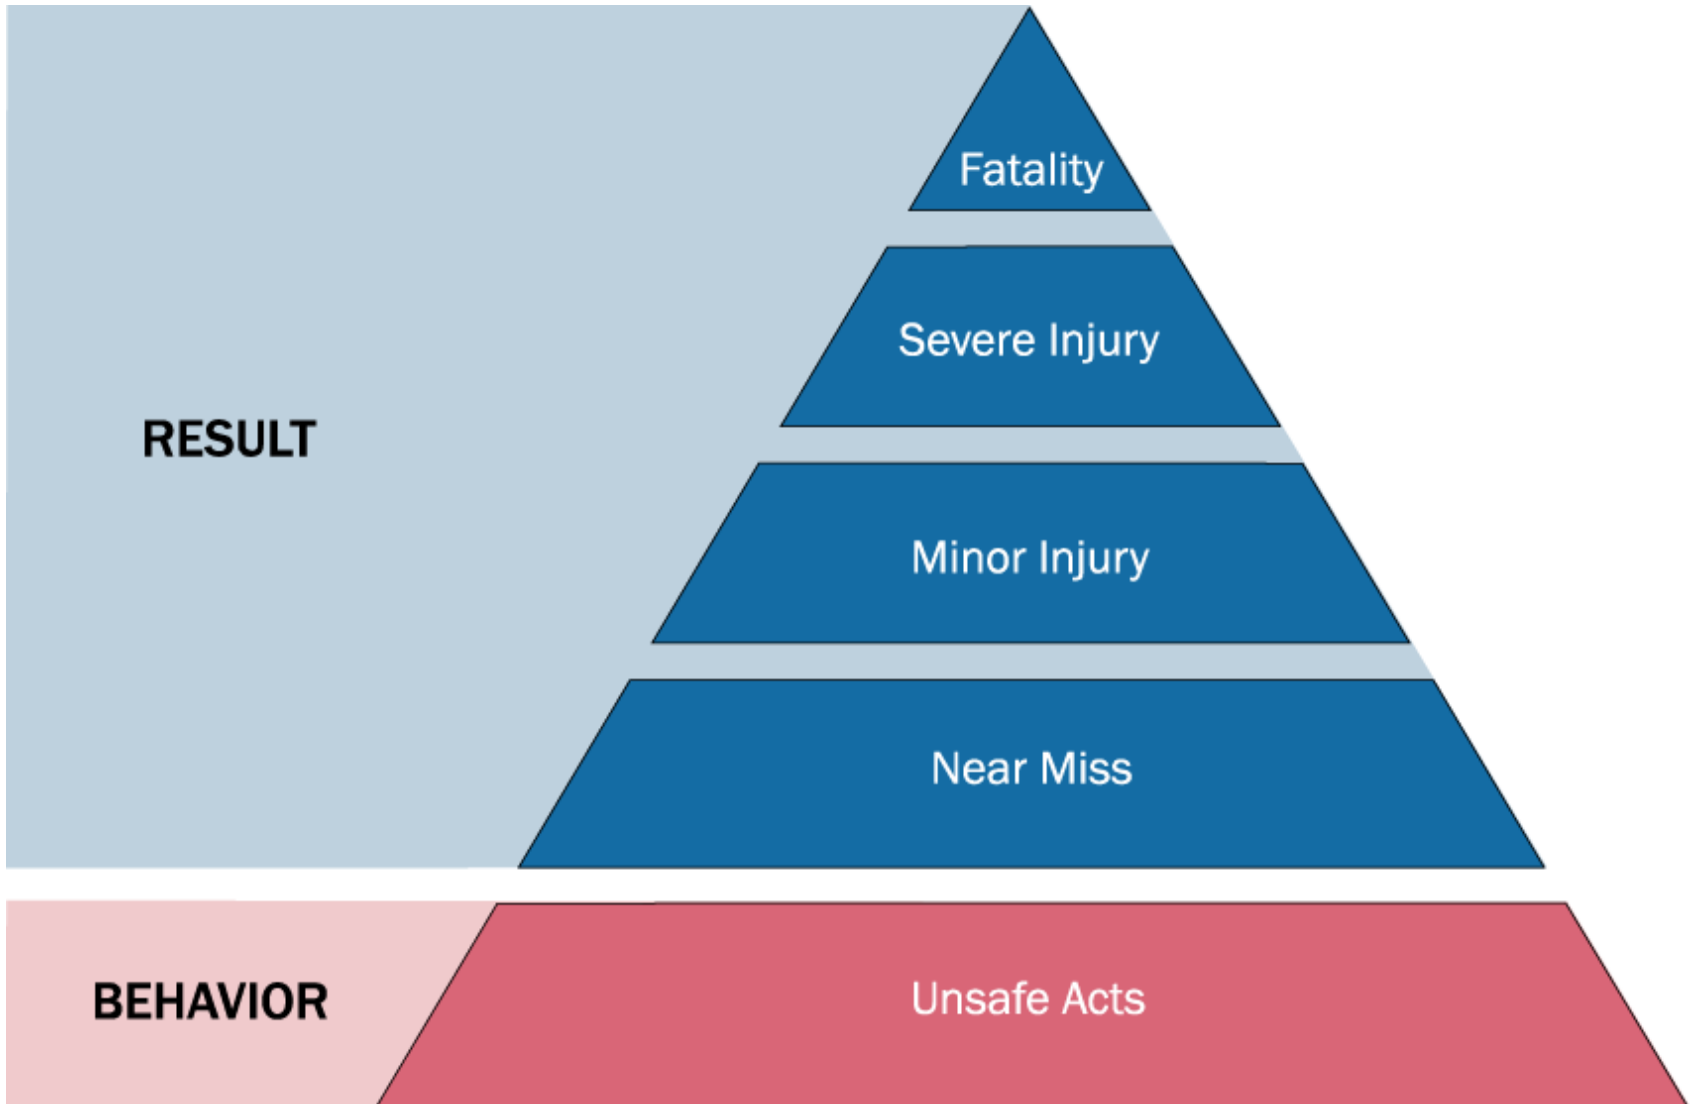 Fatality
Severe Injury
RESULT
Minor Injury
Near Miss
BEHAVIOR
Unsafe Acts